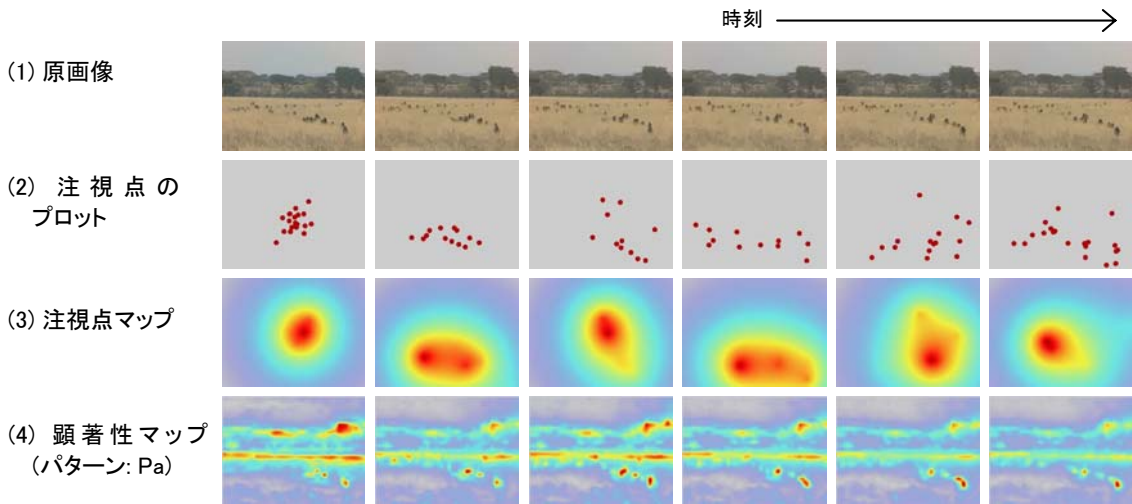 時刻
(1) 原画像
(2) 注視点の
プロット
(3) 注視点マップ
(4) 顕著性マップ
(パターン: Pa)